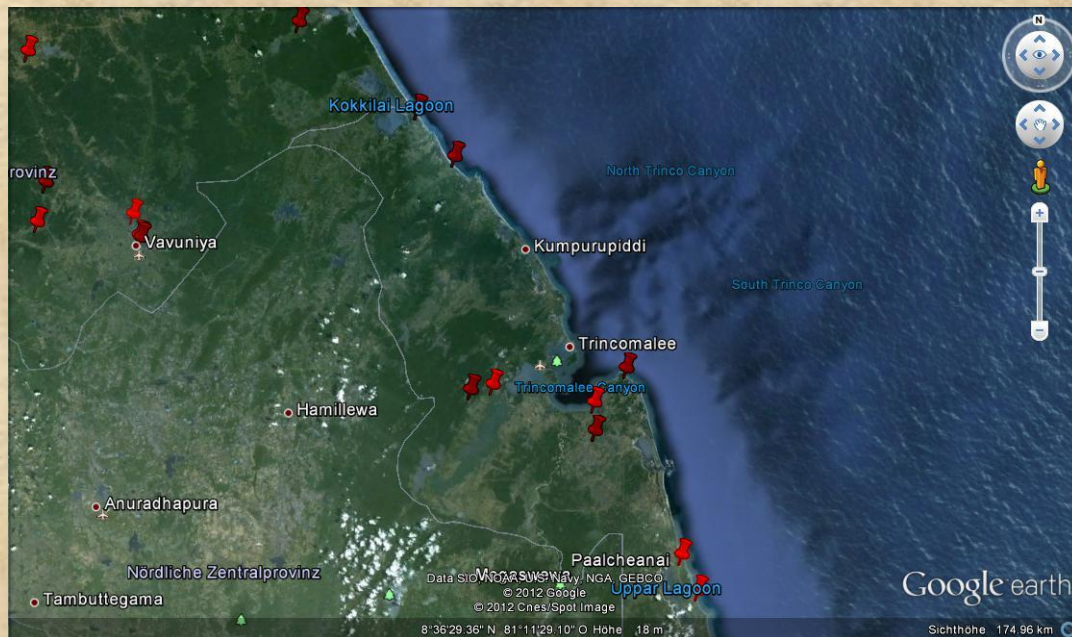 N
Kokkilai Lagoon
rovinz
North Trinco Canyon
Vavuniya
Kumpurupiddi
South Trinco Canyon
Trincomalee
Trincomalee Canyon
Hamillewa
Anuradhapura
Paalcheanai
Nördliche Zentralprovinz
Data SIO, NOAA, U.S. Navy, NGA, GEBCO
© 2012 Google
Uppar Lagoon
Google earth
Tambuttegama
© 2012 Cnes/Spot Image
8°36'29.36" N 81°11'29.10" O Höhe 18 m
Sichthöhe 174.96 km